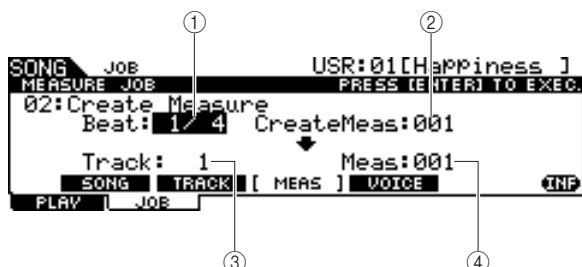 ① ②
SONG JOB USR:01[Happiness ]
MEASURE JOB PRESS [ENTER] TO EXEC.
02:Create Measure
Beat: 1/ 4 CreateMeas:001
Track: 1 Meas:001
SONG TRACK [ MEAS ] VOICE INF
PLAY JOB
③ ④